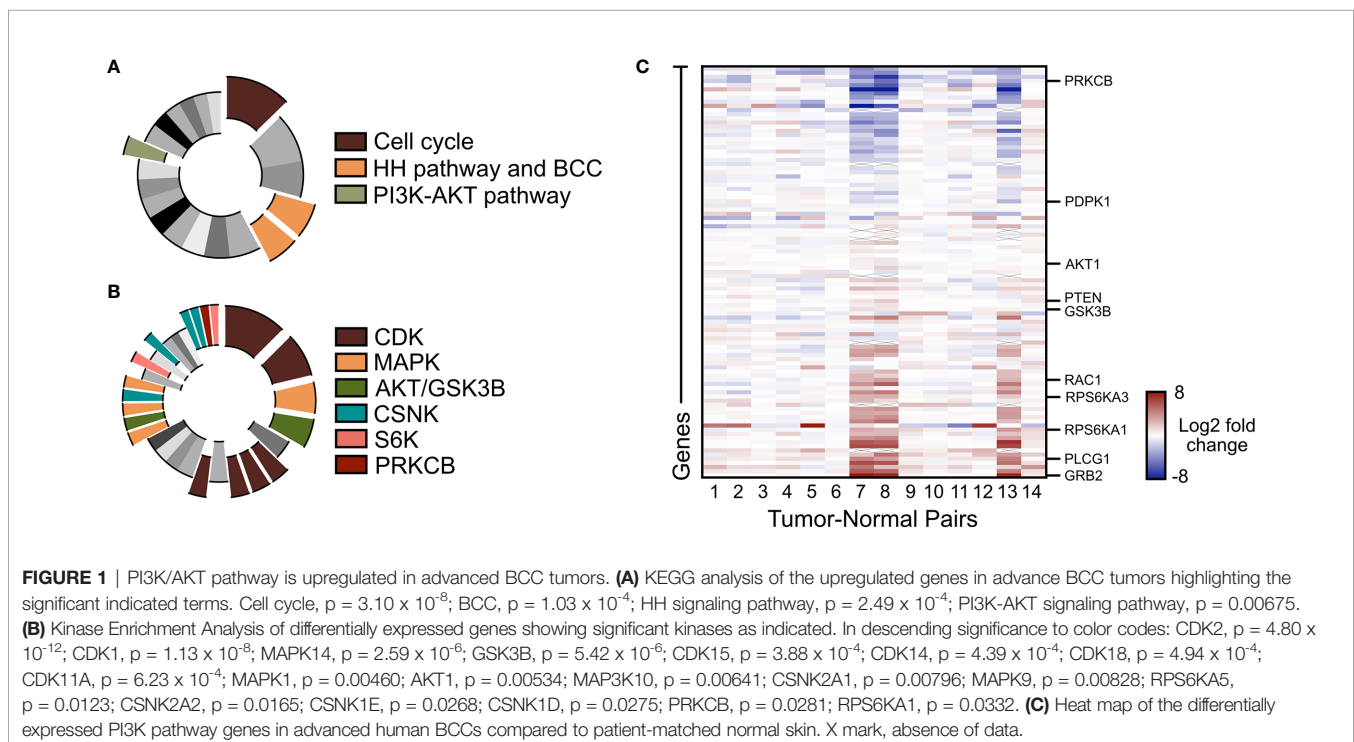 A
Cell cycle
HH pathway and BCC
PI3K-AKT pathway
B
CDK
MAPK
AKT/GSK3B
CSNK
S6K
PRKCB
C
Genes
PRKCB
PDPK1
AKT1
PTEN
GSK3B
RAC1
RPS6KA3
RPS6KA1
PLCG1
GRB2
1 2 3 4 5 6 7 8 9 10 11 12 13 14
Tumor-Normal Pairs
8
Log2 fold
change
-8
FIGURE 1 | PI3K/AKT pathway is upregulated in advanced BCC tumors. (A) KEGG analysis of the upregulated genes in advance BCC tumors highlighting the
significant indicated terms. Cell cycle, p = 3.10 x 10-8; BCC, p = 1.03 x 10-4; HH signaling pathway, p = 2.49 x 10-4; PI3K-AKT signaling pathway, p = 0.00675.
(B) Kinase Enrichment Analysis of differentially expressed genes showing significant kinases as indicated. In descending significance to color codes: CDK2, p = 4.80 x
10-12; CDK1, p = 1.13 x 10-8; MAPK14, p = 2.59 x 10-6; GSK3B, p = 5.42 x 10-6; CDK15, p = 3.88 x 10-4; CDK14, p = 4.39 x 10-4; CDK18, p = 4.94 x 10-4;
CDK11A, p = 6.23 x 10-4; MAPK1, p = 0.00460; AKT1, p = 0.00534; MAP3K10, p = 0.00641; CSNK2A1, p = 0.00796; MAPK9, p = 0.00828; RPS6KA5,
p = 0.0123; CSNK2A2, p = 0.0165; CSNK1E, p = 0.0268; CSNK1D, p = 0.0275; PRKCB, p = 0.0281; RPS6KA1, p = 0.0332. (C) Heat map of the differentially
expressed PI3K pathway genes in advanced human BCCs compared to patient-matched normal skin. X mark, absence of data.